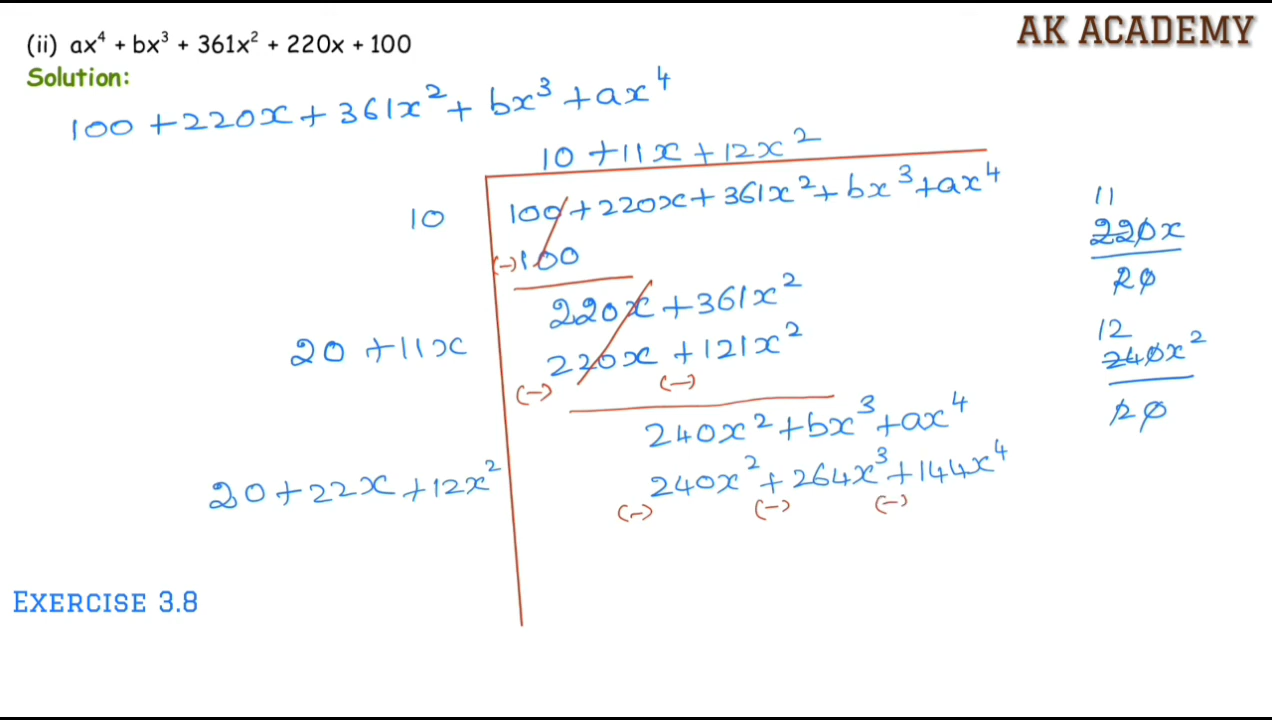 AK ACADEMY
(ii) ax⁴ + bx³ + 361x² + 220x + 100
Solution:
100 + 220x + 361x² + bx³ + ax⁴
10 + 11x + 12x²
10 100 + 220x + 361x² + bx³ + ax⁴
(-) 100
220x + 361x²
20 + 11x 220x + 121x²
(-) (-)
240x² + bx³ + ax⁴
20 + 22x + 12x² 240x² + 264x³ + 144x⁴
(-) (-) (-)
11
220x
20
12
240x²
20
EXERCISE 3.8